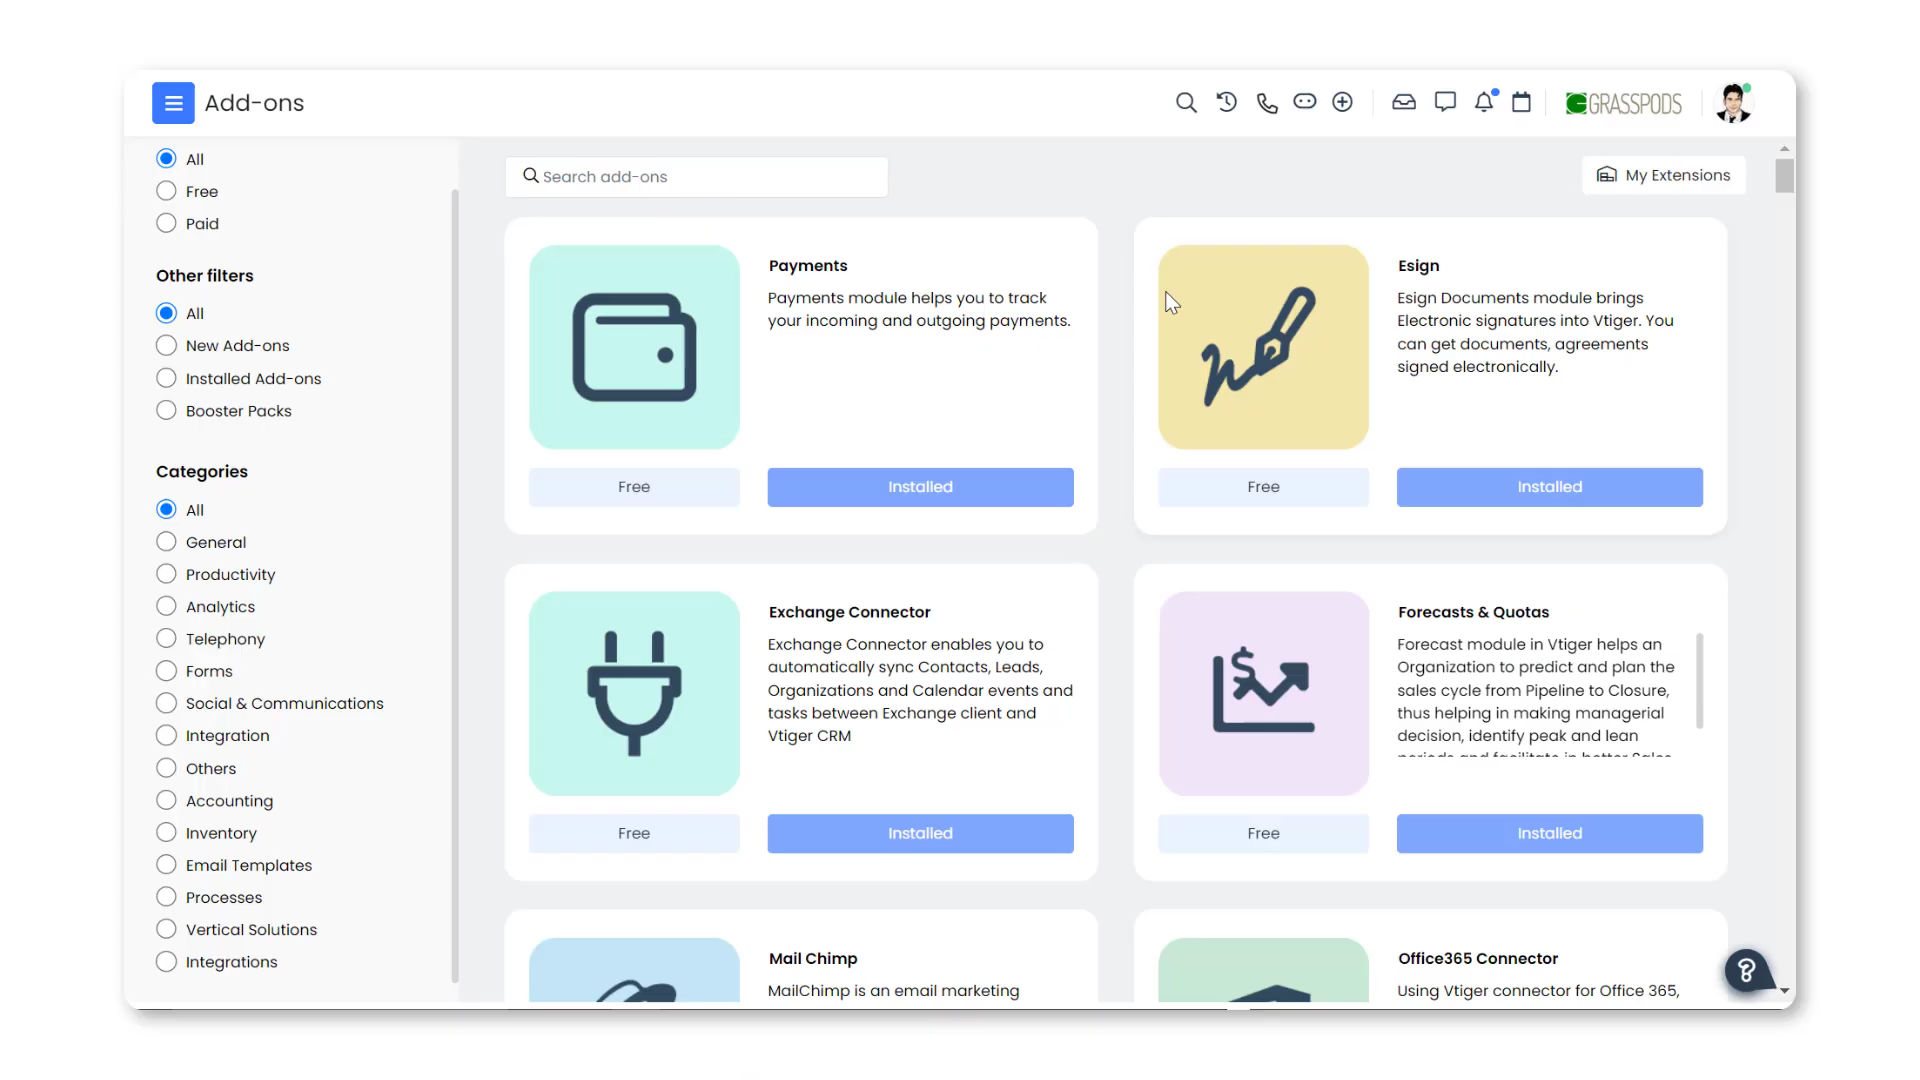 Add-ons
GRASSPODS
All
Free
Paid
Other filters
All
New Add-ons
Installed Add-ons
Booster Packs
Categories
All
General
Productivity
Analytics
Telephony
Forms
Social & Communications
Integration
Others
Accounting
Inventory
Email Templates
Processes
Vertical Solutions
Integrations
Search add-ons
My Extensions
Payments
Payments module helps you to track
your incoming and outgoing payments.
Free
Installed
Esign
Esign Documents module brings
Electronic signatures into Vtiger. You
can get documents, agreements
signed electronically.
Free
Installed
Exchange Connector
Exchange Connector enables you to
automatically sync Contacts, Leads,
Organizations and Calendar events and
tasks between Exchange client and
Vtiger CRM
Free
Installed
Forecasts & Quotas
Forecast module in Vtiger helps an
Organization to predict and plan the
sales cycle from Pipeline to Closure,
thus helping in making managerial
decision, identify peak and lean
periods and facilitate in better Sales
Free
Installed
Mail Chimp
MailChimp is an email marketing
Office365 Connector
Using Vtiger connector for Office 365,